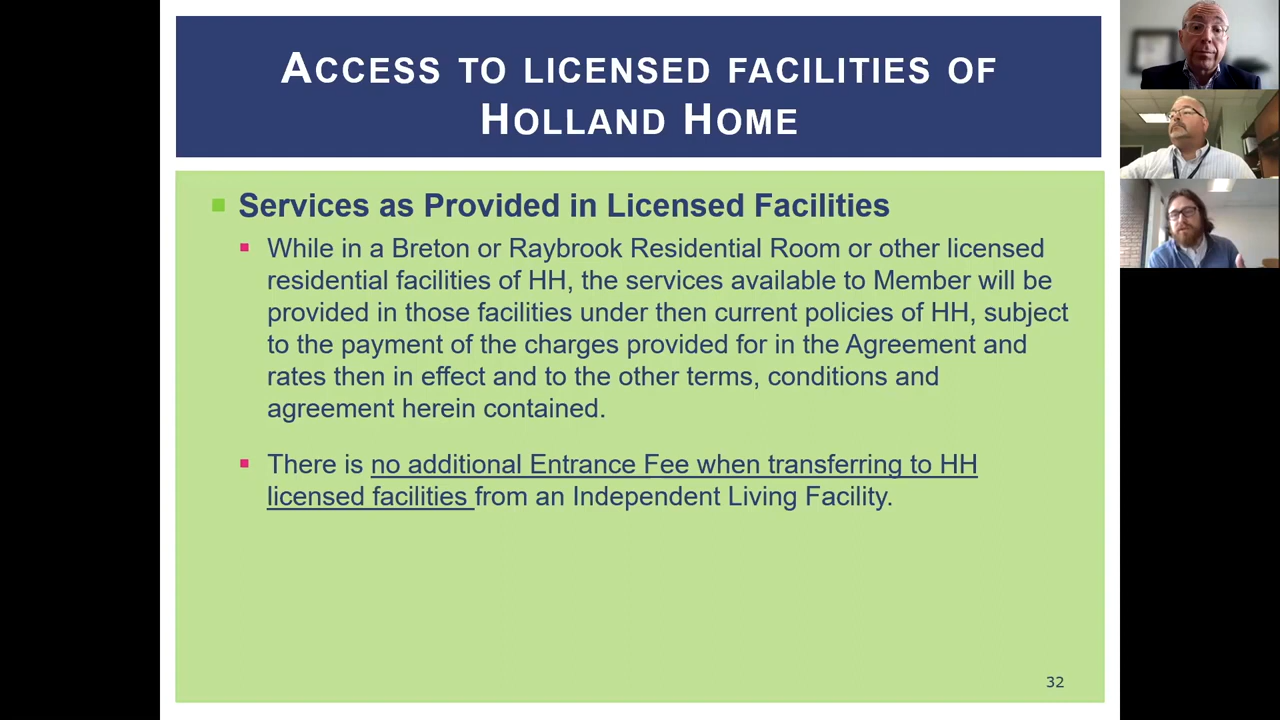 ACCESS TO LICENSED FACILITIES OF
HOLLAND HOME
Services as Provided in Licensed Facilities
While in a Breton or Raybrook Residential Room or other licensed
residential facilities of HH, the services available to Member will be
provided in those facilities under then current policies of HH, subject
to the payment of the charges provided for in the Agreement and
rates then in effect and to the other terms, conditions and
agreement herein contained.
There is no additional Entrance Fee when transferring to HH
licensed facilities from an Independent Living Facility.
32